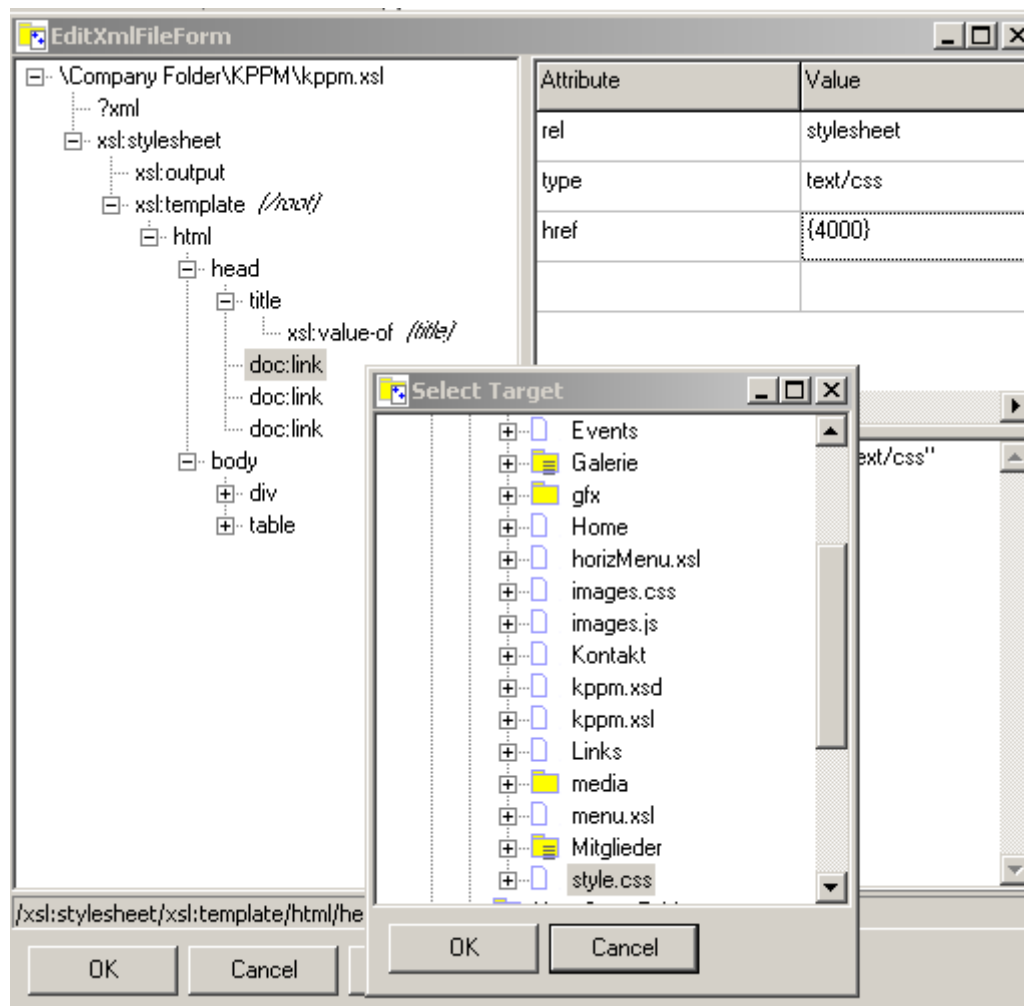 EditXmlFileForm
\Company Folder\KPPM\kppm.xsl
?xml
xsl:stylesheet
xsl:output
xsl:template [/root]
html
head
title
xsl:value-of [title]
doc:link
doc:link
doc:link
body
div
table
/xsl:stylesheet/xsl:template/html/he
OK
Cancel
Attribute Value
rel stylesheet
type text/css
href {4000}
ext/css"
Select Target
Events
Galerie
gfx
Home
horizMenu.xsl
images.css
images.js
Kontakt
kppm.xsd
kppm.xsl
Links
media
menu.xsl
Mitglieder
style.css
OK
Cancel